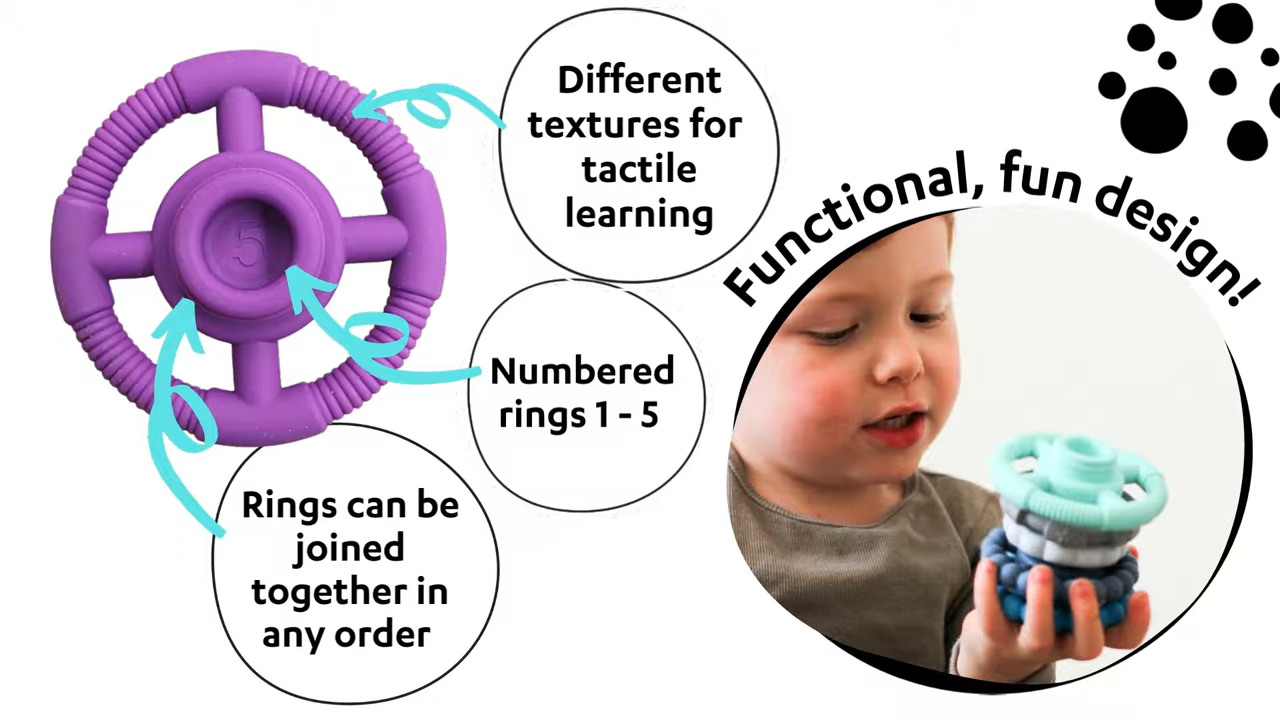 Different
textures for
tactile
learning
Functional, fun design!
5
Numbered
rings 1 - 5
Rings can be
joined
together in
any order